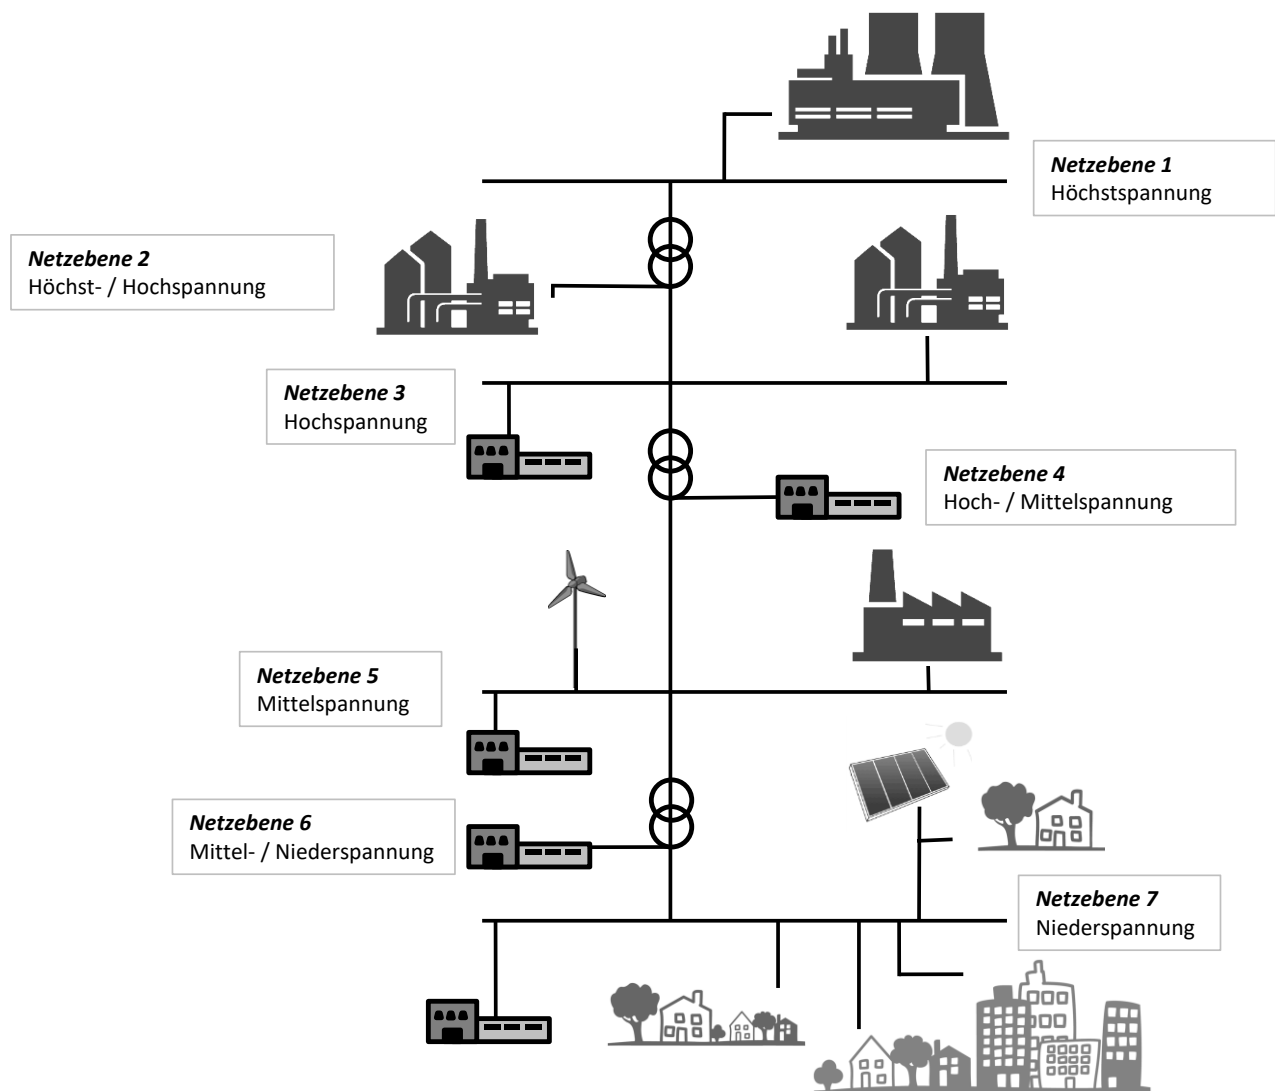 Netzebene 1
Höchstspannung
Netzebene 2
Höchst- / Hochspannung
Netzebene 3
Hochspannung
Netzebene 4
Hoch- / Mittelspannung
Netzebene 5
Mittelspannung
Netzebene 6
Mittel- / Niederspannung
Netzebene 7
Niederspannung